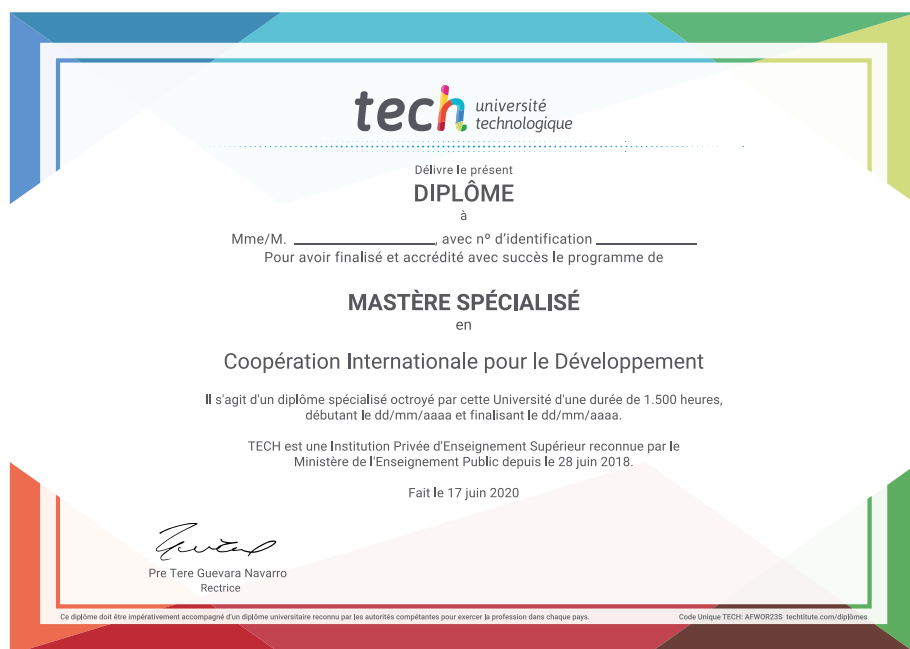 tech université
technologique
Délivre le présent
DIPLÔME
à
Mme/M. ____________________, avec nº d'identification ______________
Pour avoir finalisé et accrédité avec succès le programme de
MASTÈRE SPÉCIALISÉ
en
Coopération Internationale pour le Développement
Il s'agit d'un diplôme spécialisé octroyé par cette Université d'une durée de 1.500 heures,
débutant le dd/mm/aaaa et finalisant le dd/mm/aaaa.
TECH est une Institution Privée d'Enseignement Supérieur reconnue par le
Ministère de l'Enseignement Public depuis le 28 juin 2018.
Fait le 17 juin 2020
Pre Tere Guevara Navarro
Rectrice
Ce diplôme doit être impérativement accompagné d'un diplôme universitaire reconnu par les autorités compétantes pour exercer la profession dans chaque pays.
Code Unique TECH: AFWOR23S techtitute.com/diplômes